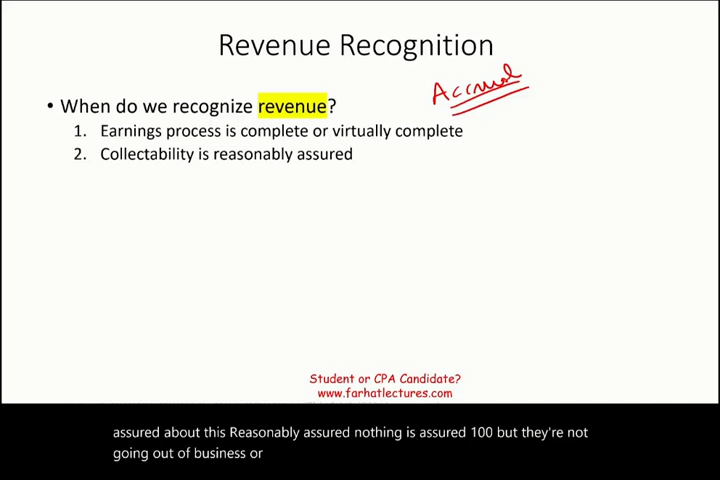 Revenue Recognition
Accrual
• When do we recognize revenue?
1. Earnings process is complete or virtually complete
2. Collectability is reasonably assured
Student or CPA Candidate?
www.farhatlectures.com
assured about this Reasonably assured nothing is assured 100 but they're not
going out of business or